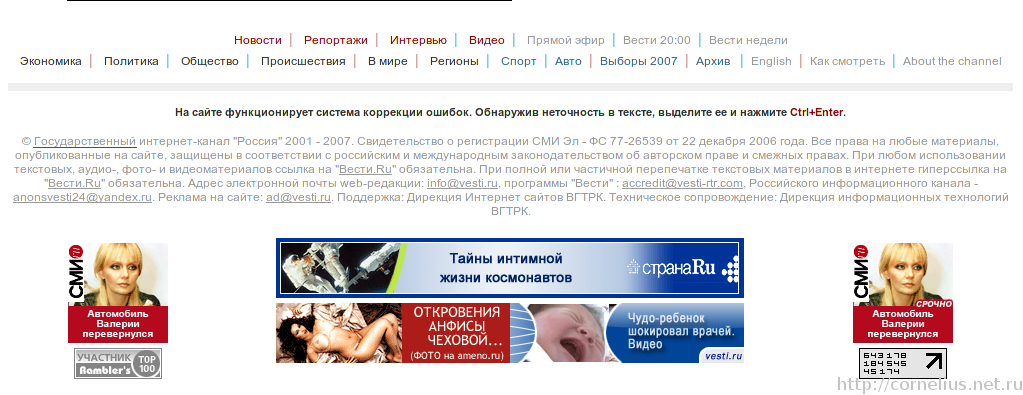 Новости | Репортажи | Интервью | Видео | Прямой эфир | Вести 20:00 | Вести недели
Экономика | Политика | Общество | Происшествия | В мире | Регионы | Спорт | Авто | Выборы 2007 | Архив | English | Как смотреть | About the channel
На сайте функционирует система коррекции ошибок. Обнаружив неточность в тексте, выделите ее и нажмите Ctrl+Enter.
© Государственный интернет-канал "Россия" 2001 - 2007. Свидетельство о регистрации СМИ Эл - ФС 77-26539 от 22 декабря 2006 года. Все права на любые материалы,
опубликованные на сайте, защищены в соответствии с российским и международным законодательством об авторском праве и смежных правах. При любом использовании
текстовых, аудио-, фото- и видеоматериалов ссылка на "Вести.Ru" обязательна. При полной или частичной перепечатке текстовых материалов в интернете гиперссылка на
"Вести.Ru" обязательна. Адрес электронной почты web-редакции: info@vesti.ru, программы "Вести" : accredit@vesti-rtr.com, Российского информационного канала -
anonsvesti24@yandex.ru. Реклама на сайте: ad@vesti.ru. Поддержка: Дирекция Интернет сайтов ВГТРК. Техническое сопровождение: Дирекция информационных технологий
ВГТРК.
СМИ ru
Автомобиль
Валерии
перевернулся
УЧАСТНИК
Rambler's
TOP
100
Тайны интимной
жизни космонавтов
страна Ru
ОТКРОВЕНИЯ
АНФИСЫ
ЧЕХОВОЙ...
(ФОТО на ameno.ru)
Чудо-ребенок
шокировал врачей.
Видео
vesti.ru
СМИ ru
СРОЧНО
Автомобиль
Валерии
перевернулся
643178
184545
45174
http://cornelius.net.ru